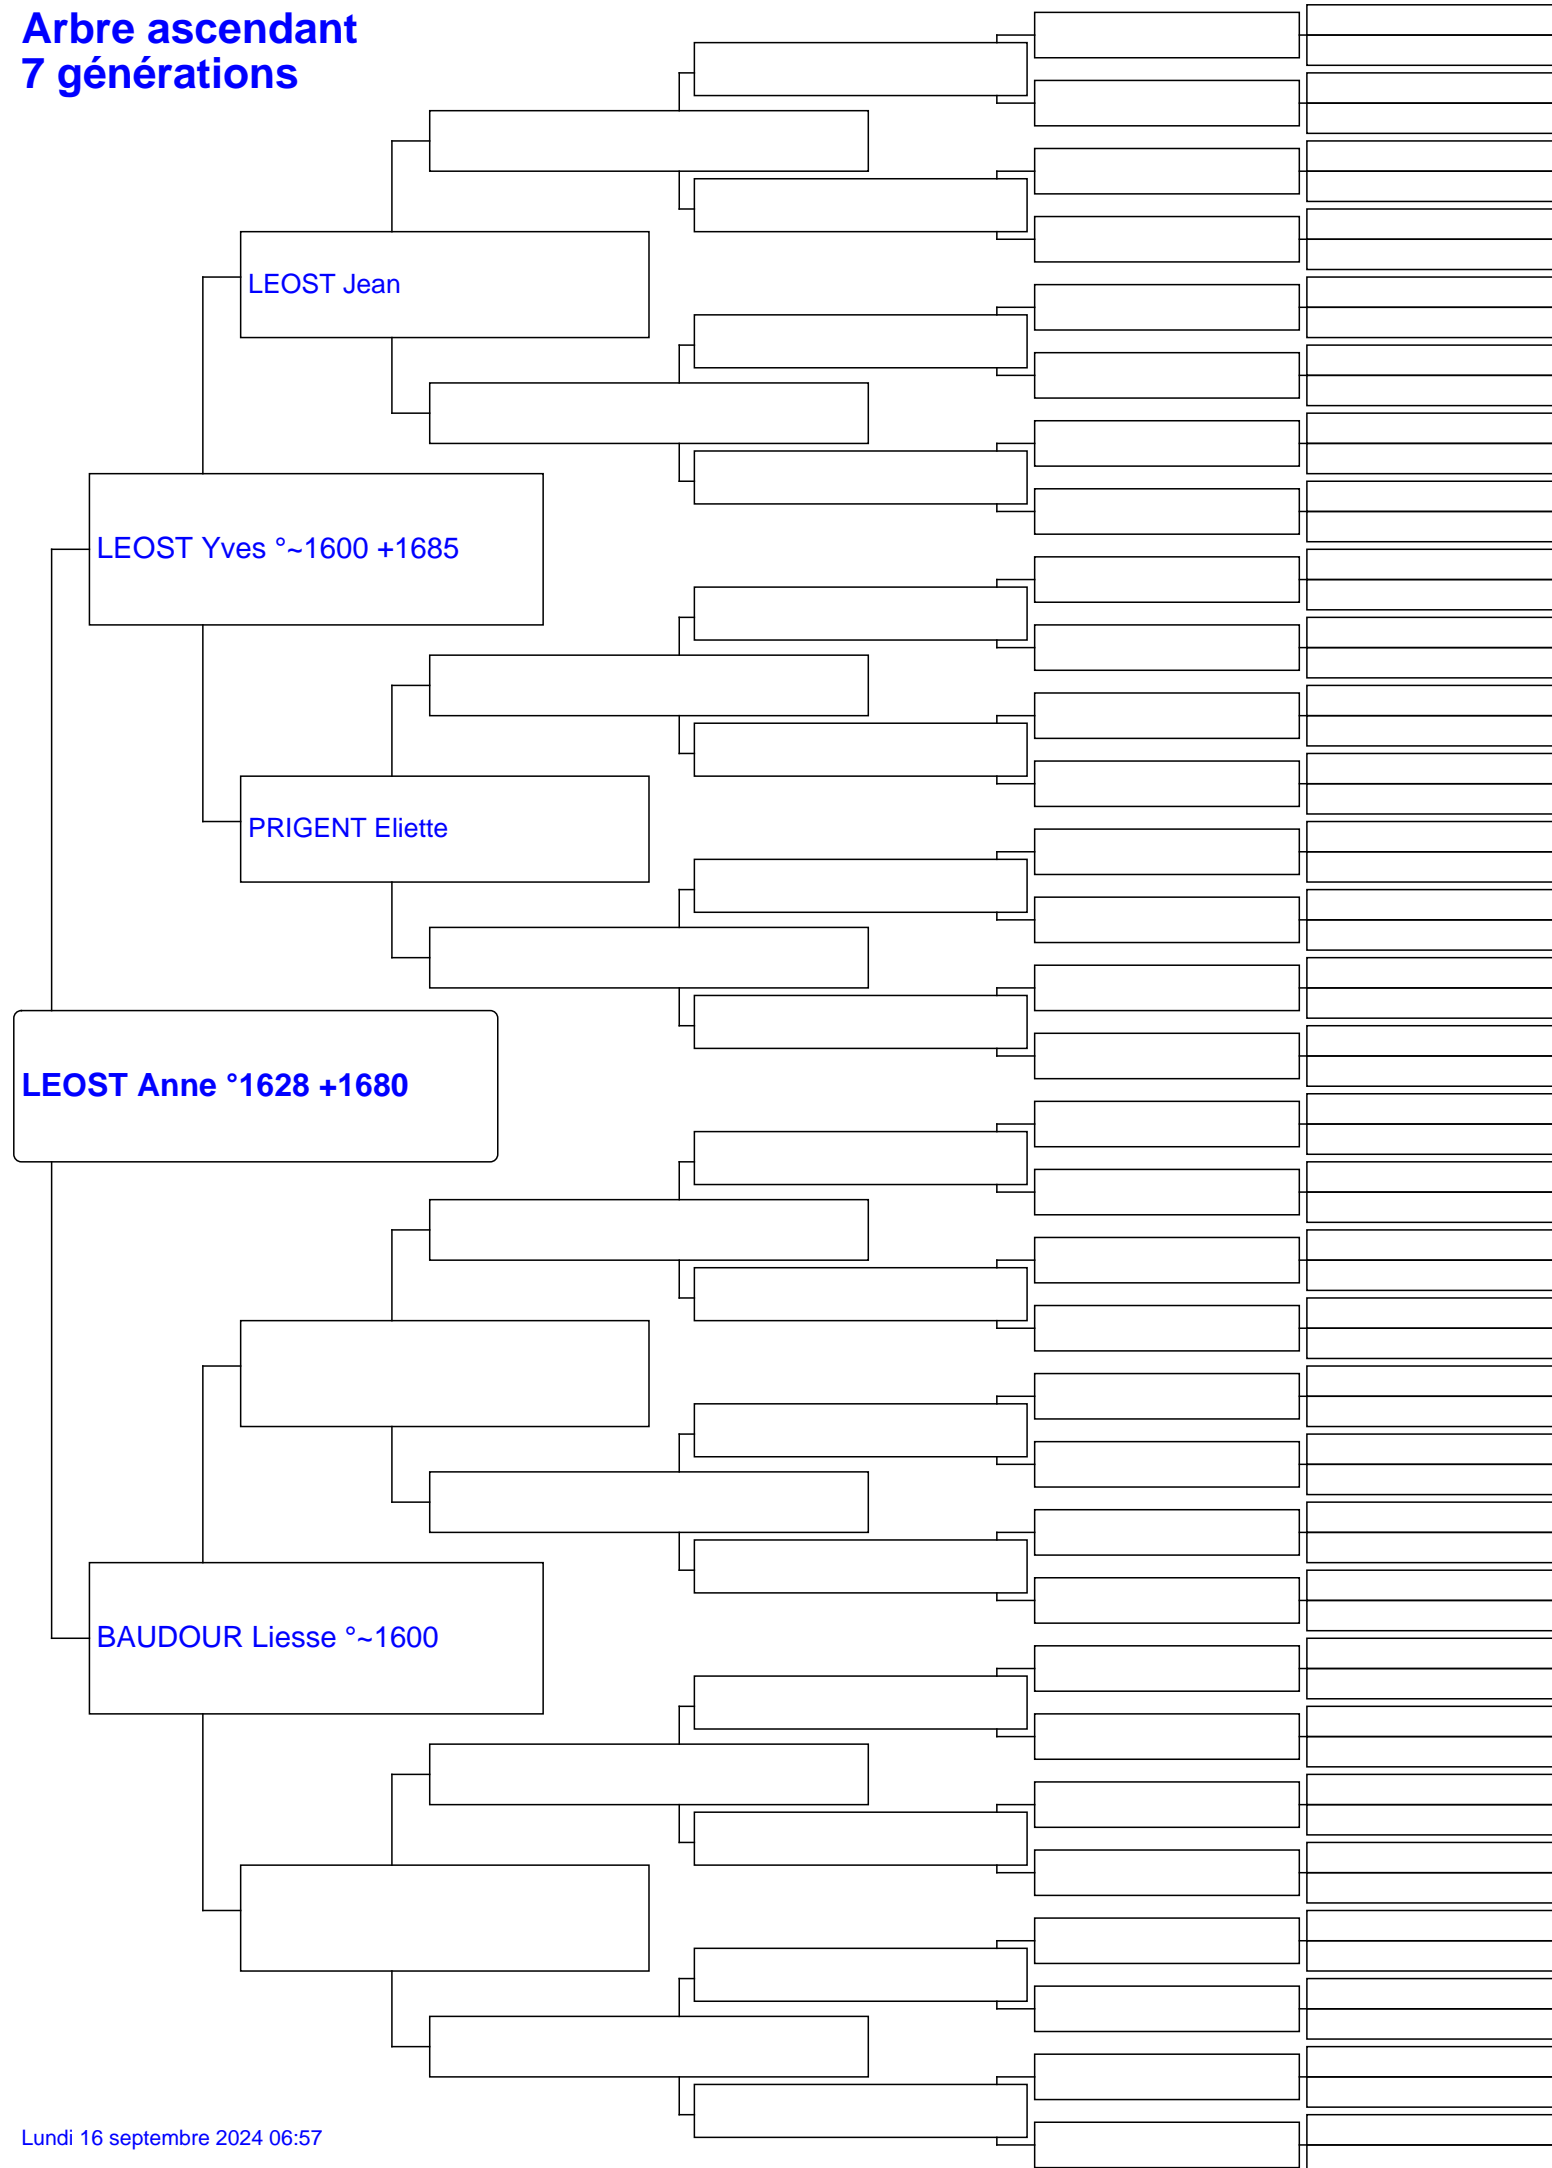 Arbre ascendant
7 générations
LEOST Jean
LEOST Yves °~1600 +1685
PRIGENT Eliette
LEOST Anne °1628 +1680
BAUDOUR Liesse °~1600
Lundi 16 septembre 2024 06:57